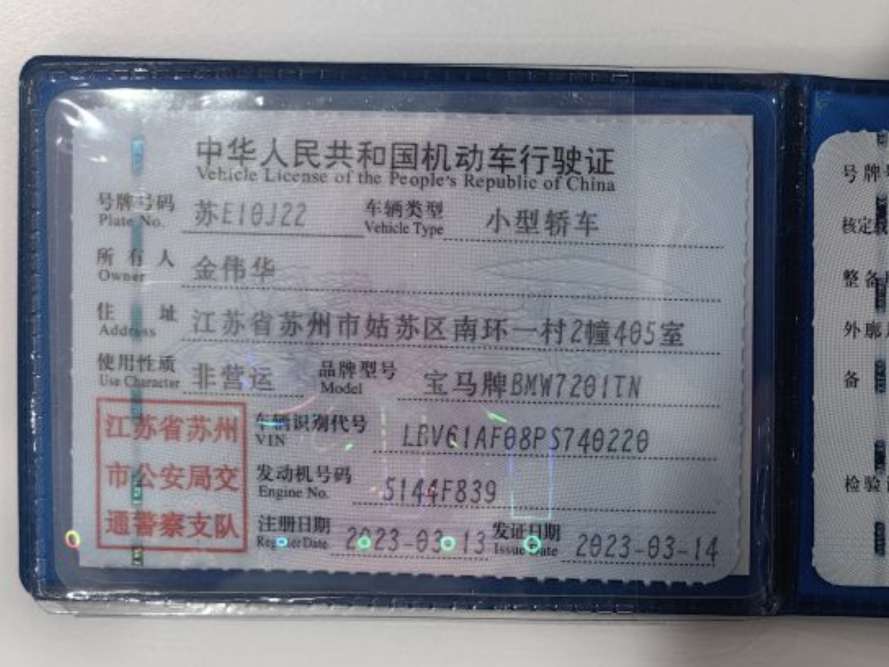 中华人民共和国机动车行驶证
Vehicle License of the People's Republic of China
号牌号码 苏E10J22 车辆类型 小型轿车
Plate No. Vehicle Type
所有人 金伟华
Owner
住址 江苏省苏州市姑苏区南环一村2幢405室
Address
使用性质 非营运 品牌型号 宝马牌BMW7201TN
Use Character Model
江苏省苏州
市公安局交
通警察支队
车辆识别代号 LBV61AF08PS740220
VIN
发动机号码 5144F839
Engine No.
注册日期 2023-03-13 发证日期 2023-03-14
Register Date Issue Date
号牌
核定
整备
外廓
备
检验